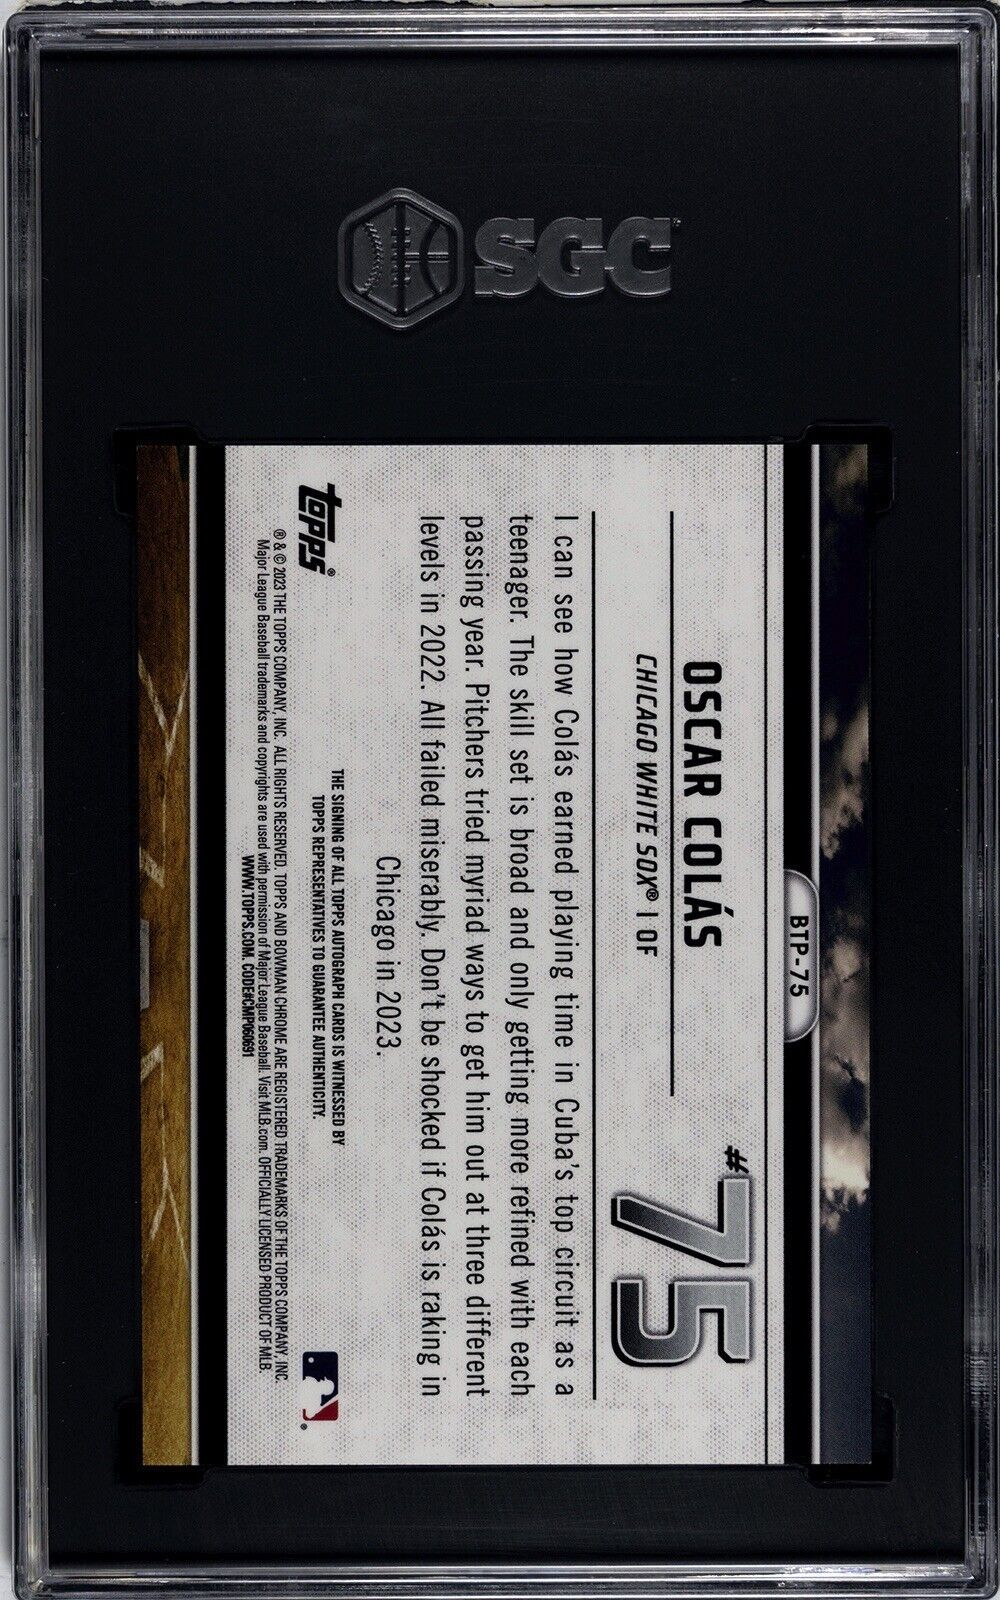 SGC
BTP-75
OSCAR COLÁS
#75
CHICAGO WHITE SOX® | OF
I can see how Colás earned playing time in Cuba's top circuit as a
teenager. The skill set is broad and only getting more refined with each
passing year. Pitchers tried myriad ways to get him out at three different
levels in 2022. All failed miserably. Don't be shocked if Colás is raking in
Chicago in 2023.
topps®
THE SIGNING OF ALL TOPPS AUTOGRAPH CARDS IS WITNESSED BY
TOPPS REPRESENTATIVES TO GUARANTEE AUTHENTICITY.
® & © 2023 THE TOPPS COMPANY, INC. ALL RIGHTS RESERVED. TOPPS AND BOWMAN CHROME ARE REGISTERED TRADEMARKS OF THE TOPPS COMPANY, INC.
Major League Baseball trademarks and copyrights are used with permission of Major League Baseball. Visit MLB.com. OFFICIALLY LICENSED PRODUCT OF MLB.
WWW.TOPPS.COM. CODE#CMP060691